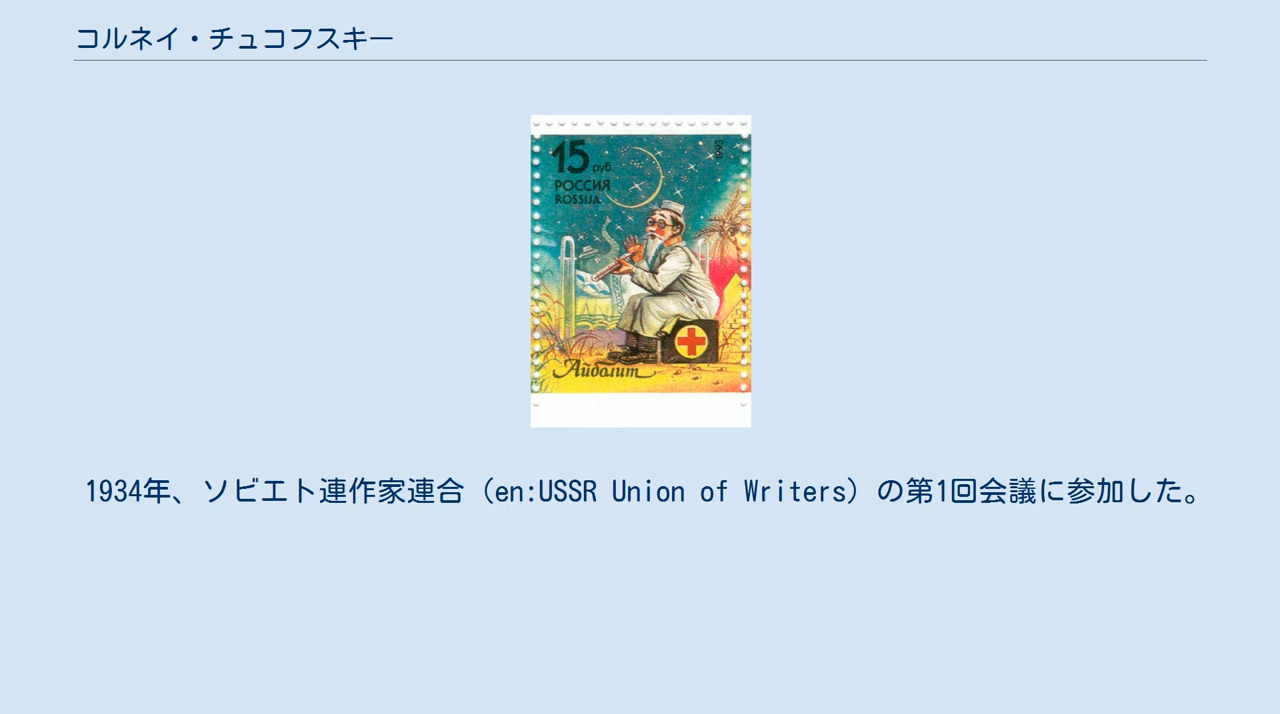 コルネイ・チュコフスキー
15 руб
1993
РОССИЯ
ROSSIJA
Айболит
1934年、ソビエト連作家連合（en:USSR Union of Writers）の第1回会議に参加した。